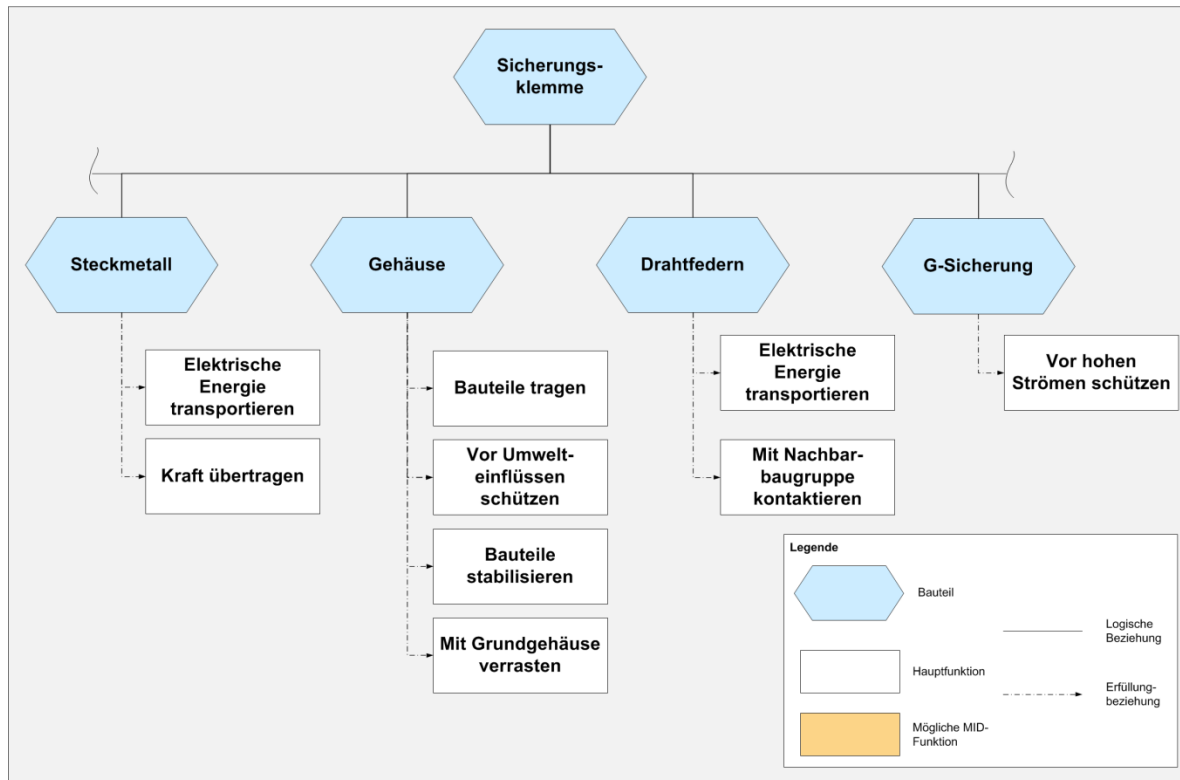 Sicherungs-
klemme
Steckmetall
Gehäuse
Drahtfedern
G-Sicherung
Elektrische
Energie
transportieren
Kraft übertragen
Bauteile tragen
Vor Umwelt-
einflüssen
schützen
Bauteile
stabilisieren
Mit Grundgehäuse
verrasten
Elektrische
Energie
transportieren
Mit Nachbar-
baugruppe
kontaktieren
Vor hohen
Strömen schützen
Legende
Bauteil
Logische
Beziehung
Hauptfunktion
Erfüllung-
beziehung
Mögliche MID-
Funktion